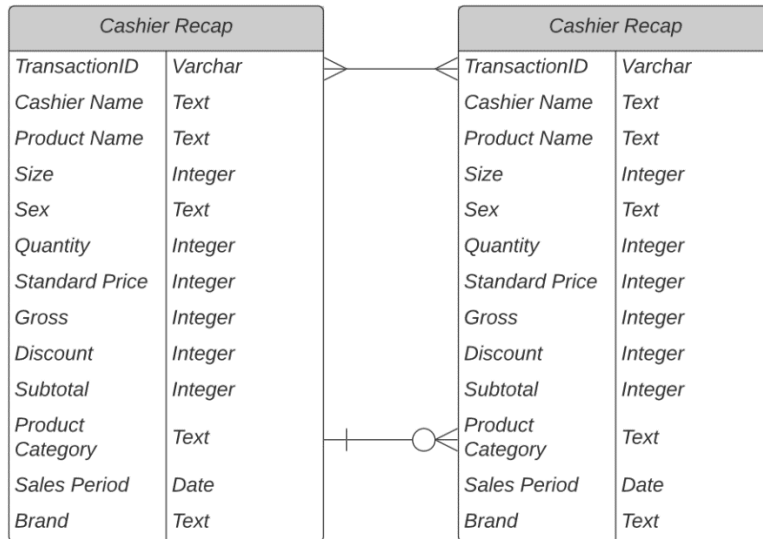 Cashier Recap
TransactionID Varchar
Cashier Name Text
Product Name Text
Size Integer
Sex Text
Quantity Integer
Standard Price Integer
Gross Integer
Discount Integer
Subtotal Integer
Product
Category Text
Sales Period Date
Brand Text
Cashier Recap
TransactionID Varchar
Cashier Name Text
Product Name Text
Size Integer
Sex Text
Quantity Integer
Standard Price Integer
Gross Integer
Discount Integer
Subtotal Integer
Product
Category Text
Sales Period Date
Brand Text